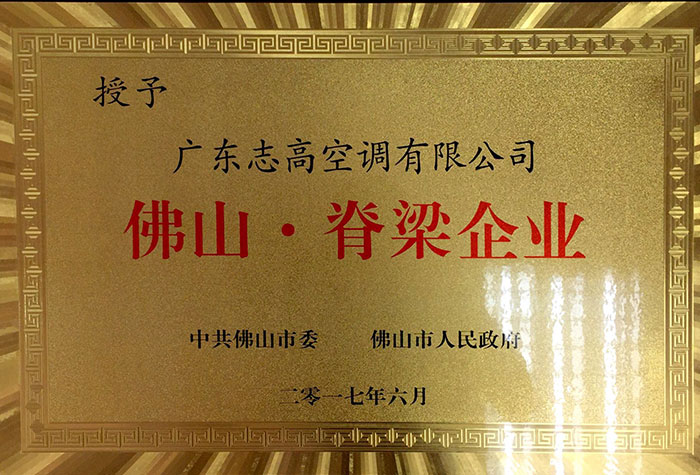 授予
广东志高空调有限公司
佛山·脊梁企业
中共佛山市委 佛山市人民政府
二零一七年六月